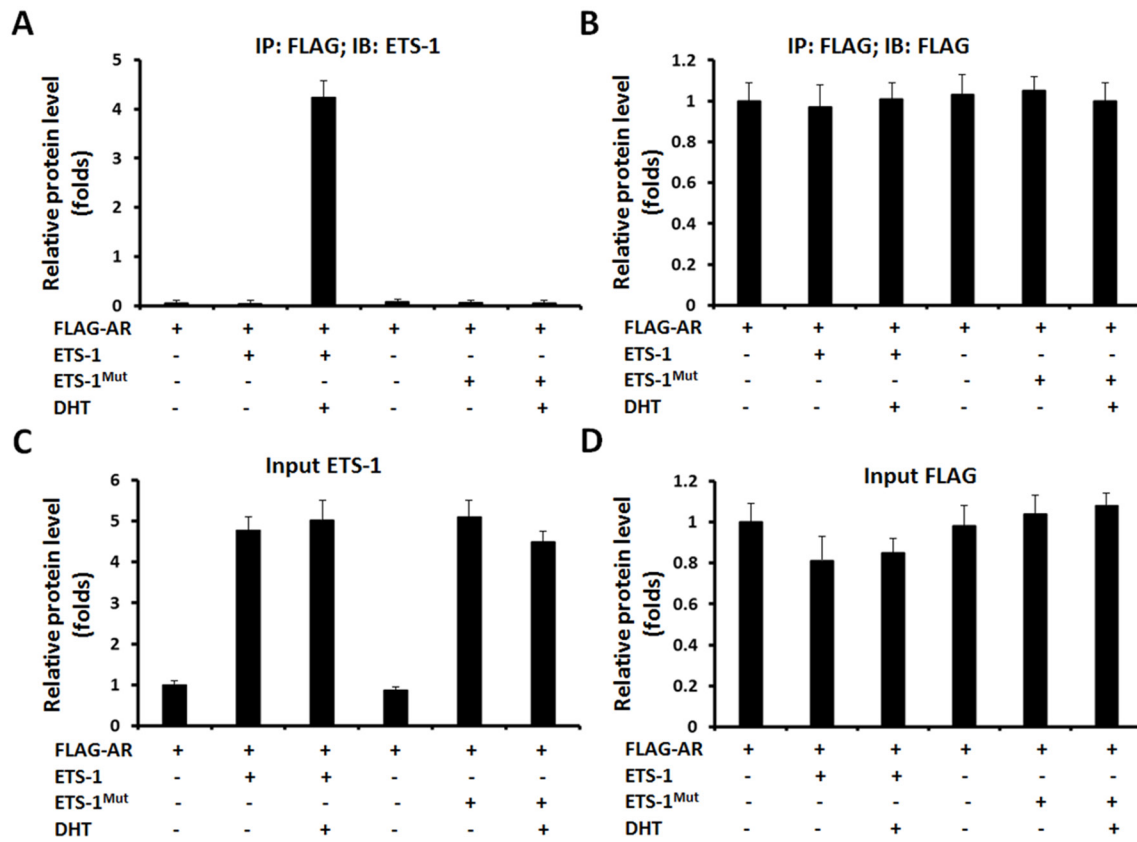 A
IP: FLAG; IB: ETS-1
Relative protein level
(folds)
5
4
3
2
1
0
FLAG-AR + + + + + +
ETS-1 - + + - - -
ETS-1Mut - - - - + +
DHT - - + - - +
B
IP: FLAG; IB: FLAG
Relative protein level
(folds)
1.2
1
0.8
0.6
0.4
0.2
0
FLAG-AR + + + + + +
ETS-1 - + + - - -
ETS-1Mut - - - - + +
DHT - - + - - +
C
Input ETS-1
Relative protein level
(folds)
6
5
4
3
2
1
0
FLAG-AR + + + + + +
ETS-1 - + + - - -
ETS-1Mut - - - - + +
DHT - - + - - +
D
Input FLAG
Relative protein level
(folds)
1.2
1
0.8
0.6
0.4
0.2
0
FLAG-AR + + + + + +
ETS-1 - + + - - -
ETS-1Mut - - - - + +
DHT - - + - - +